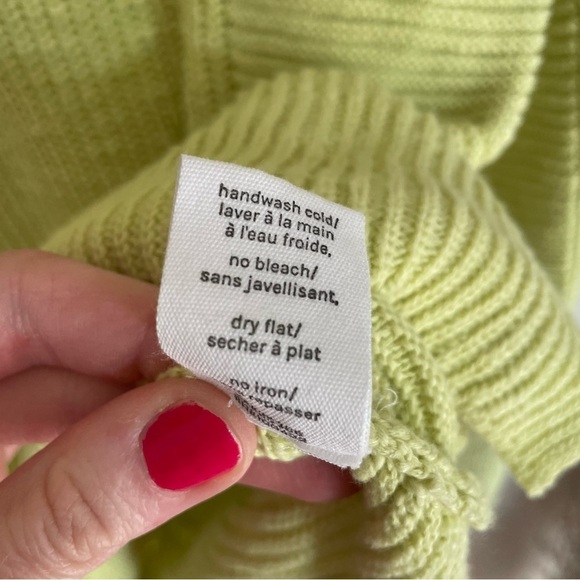 handwash cold/
laver à la main
à l'eau froide.
no bleach/
sans javellisant.
dry flat/
secher à plat
no iron/
repasser